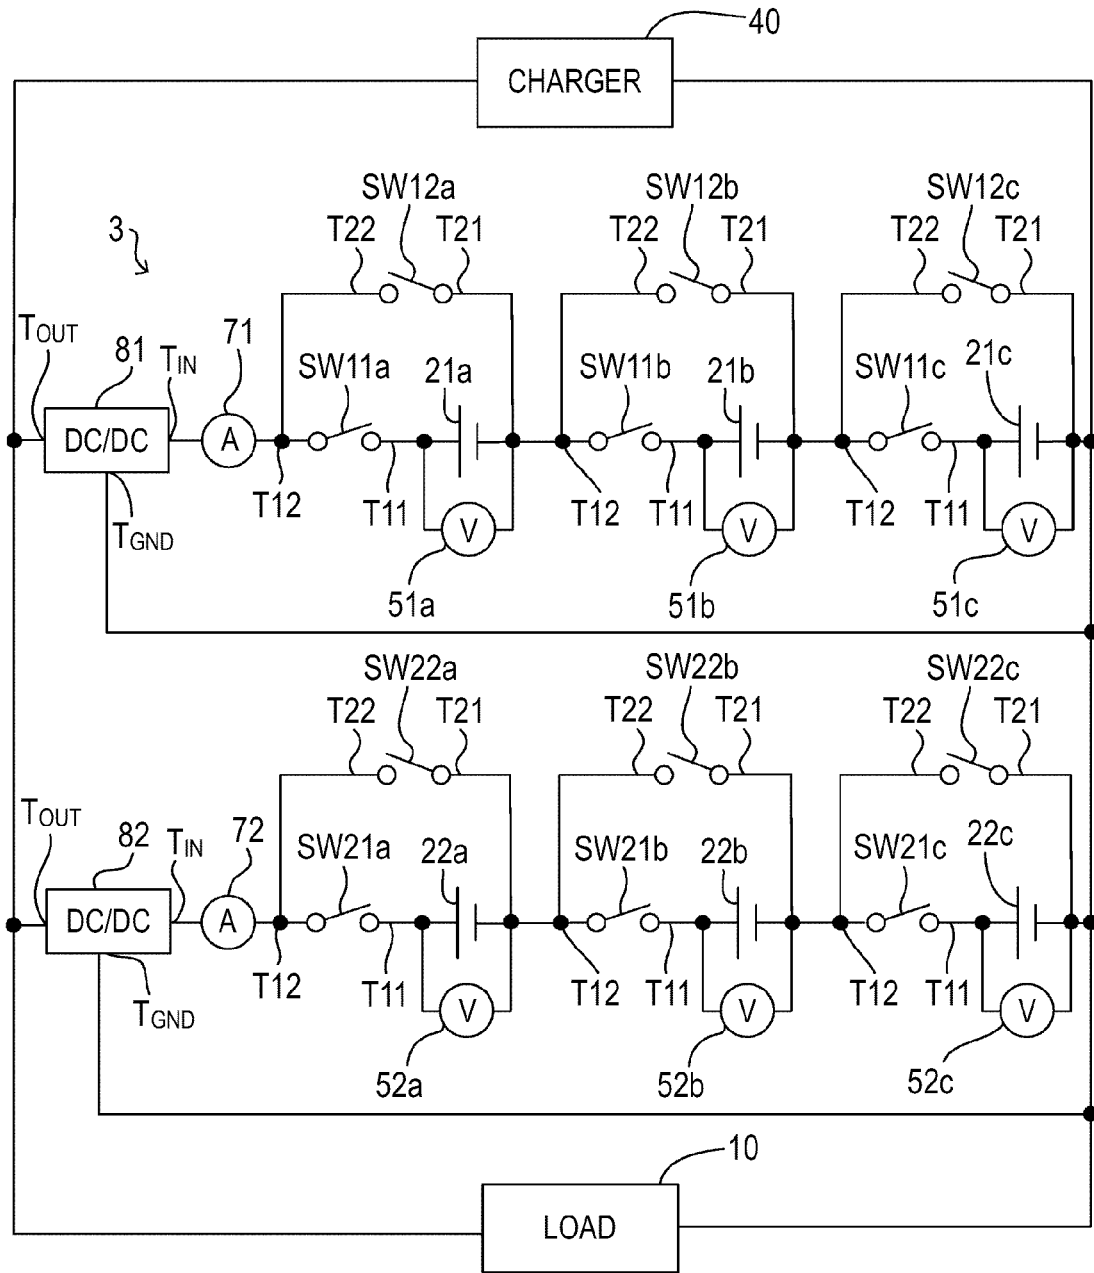 40
CHARGER
SW12a SW12b SW12c
3 T22 T21 T22 T21 T22 T21
TOUT 81 TIN 71 SW11a 21a SW11b 21b SW11c 21c
DC/DC A
T12 T11 T12 T11 T12 T11
TGND V V V
51a 51b 51c
SW22a SW22b SW22c
T22 T21 T22 T21 T22 T21
TOUT 82 TIN 72 SW21a 22a SW21b 22b SW21c 22c
DC/DC A
T12 T11 T12 T11 T12 T11
TGND V V V
52a 52b 52c
10
LOAD